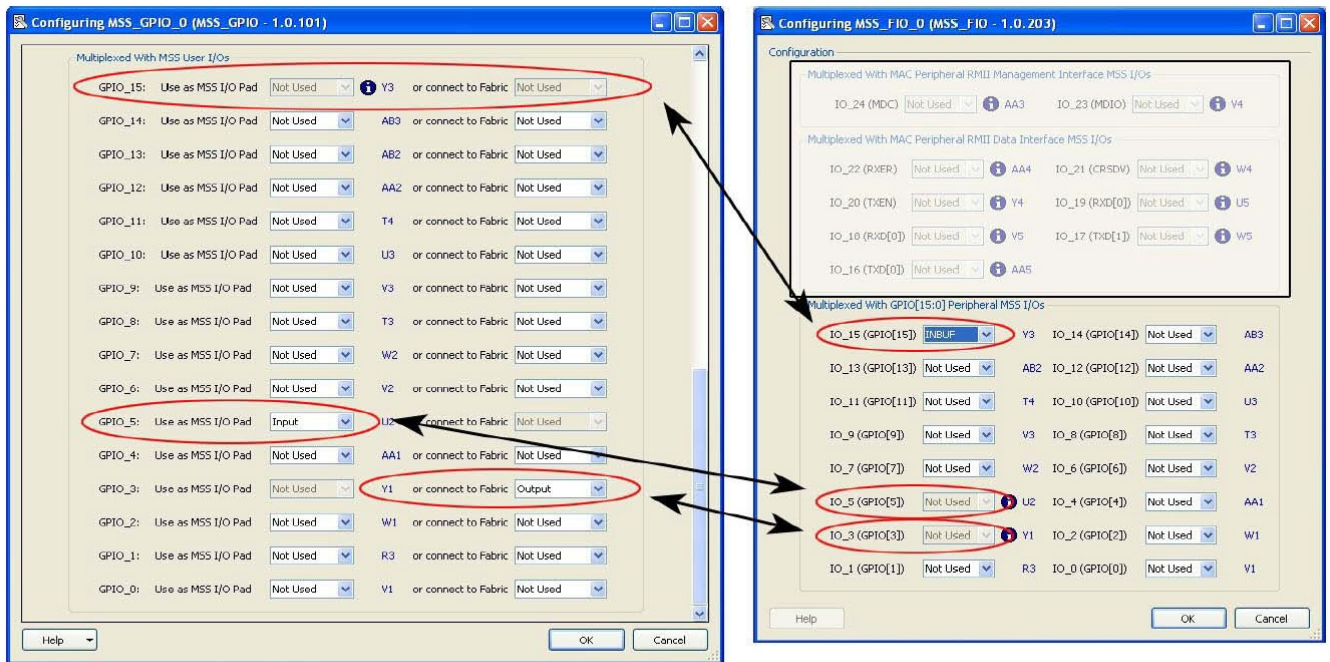 Configuring MSS_GPIO_0 (MSS_GPIO - 1.0.101)
Multiplexed With MSS User I/Os
GPIO_15: Use as MSS I/O Pad Not Used Y3 or connect to Fabric Not Used
GPIO_14: Use as MSS I/O Pad Not Used AB3 or connect to Fabric Not Used
GPIO_13: Use as MSS I/O Pad Not Used AB2 or connect to Fabric Not Used
GPIO_12: Use as MSS I/O Pad Not Used AA2 or connect to Fabric Not Used
GPIO_11: Use as MSS I/O Pad Not Used T4 or connect to Fabric Not Used
GPIO_10: Use as MSS I/O Pad Not Used U3 or connect to Fabric Not Used
GPIO_9: Use as MSS I/O Pad Not Used V3 or connect to Fabric Not Used
GPIO_8: Use as MSS I/O Pad Not Used T3 or connect to Fabric Not Used
GPIO_7: Use as MSS I/O Pad Not Used W2 or connect to Fabric Not Used
GPIO_6: Use as MSS I/O Pad Not Used V2 or connect to Fabric Not Used
GPIO_5: Use as MSS I/O Pad Input U2 connect to Fabric Not Used
GPIO_4: Use as MSS I/O Pad Not Used AA1 or connect to Fabric Not Used
GPIO_3: Use as MSS I/O Pad Not Used Y1 or connect to Fabric Output
GPIO_2: Use as MSS I/O Pad Not Used W1 or connect to Fabric Not Used
GPIO_1: Use as MSS I/O Pad Not Used R3 or connect to Fabric Not Used
GPIO_0: Use as MSS I/O Pad Not Used V1 or connect to Fabric Not Used
Help OK Cancel
Configuring MSS_FIO_0 (MSS_FIO - 1.0.203)
Configuration
Multiplexed With MAC Peripheral RMII Management Interface MSS I/Os
IO_24 (MDC) Not Used AA3 IO_23 (MDIO) Not Used V4
Multiplexed With MAC Peripheral RMII Data Interface MSS I/Os
IO_22 (RXER) Not Used AA4 IO_21 (CRSDV) Not Used W4
IO_20 (TXEN) Not Used Y4 IO_19 (RXD[0]) Not Used U5
IO_18 (RXD[0]) Not Used V5 IO_17 (TXD[1]) Not Used W5
IO_16 (TXD[0]) Not Used AA5
Multiplexed With GPIO[15:0] Peripheral MSS I/Os
IO_15 (GPIO[15]) INBUF Y3 IO_14 (GPIO[14]) Not Used AB3
IO_13 (GPIO[13]) Not Used AB2 IO_12 (GPIO[12]) Not Used AA2
IO_11 (GPIO[11]) Not Used T4 IO_10 (GPIO[10]) Not Used U3
IO_9 (GPIO[9]) Not Used V3 IO_8 (GPIO[8]) Not Used T3
IO_7 (GPIO[7]) Not Used W2 IO_6 (GPIO[6]) Not Used V2
IO_5 (GPIO[5]) Not Used U2 IO_4 (GPIO[4]) Not Used AA1
IO_3 (GPIO[3]) Not Used Y1 IO_2 (GPIO[2]) Not Used W1
IO_1 (GPIO[1]) Not Used R3 IO_0 (GPIO[0]) Not Used V1
Help OK Cancel